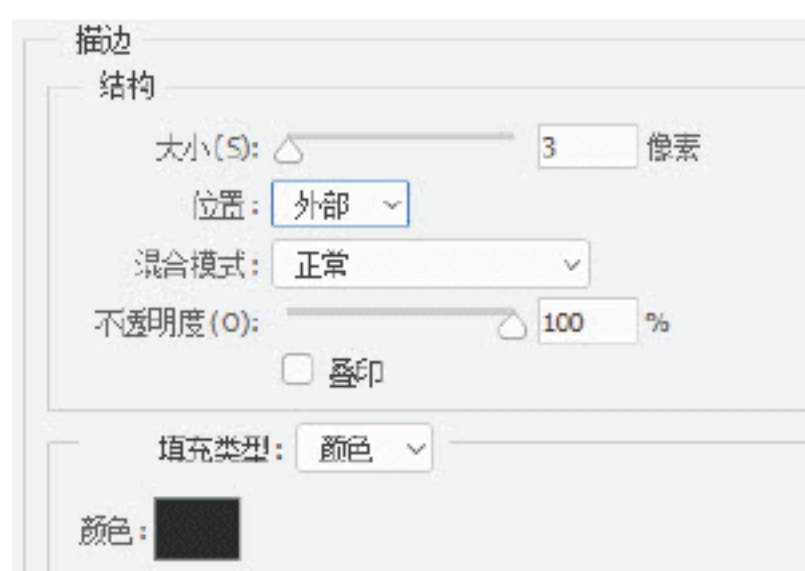 描边
结构
大小(S): 3 像素
位置: 外部
混合模式: 正常
不透明度(O): 100 %
叠印
填充类型: 颜色
颜色: